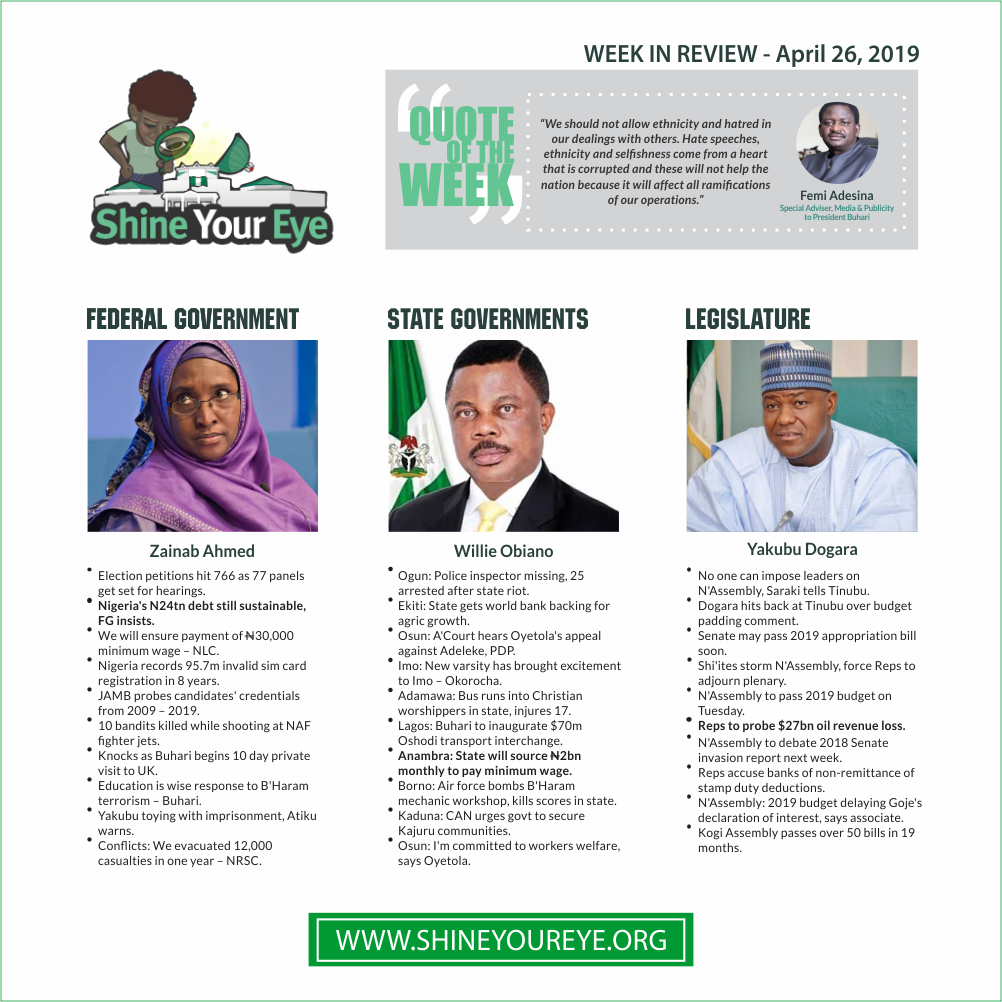 WEEK IN REVIEW - April 26, 2019
Shine Your Eye
QUOTE
OF THE
WEEK
“We should not allow ethnicity and hatred in
our dealings with others. Hate speeches,
ethnicity and selfishness come from a heart
that is corrupted and these will not help the
nation because it will affect all ramifications
of our operations.”
Femi Adesina
Special Adviser, Media & Publicity
to President Buhari
FEDERAL GOVERNMENT
Zainab Ahmed
• Election petitions hit 766 as 77 panels
get set for hearings.
• Nigeria's N24tn debt still sustainable,
FG insists.
• We will ensure payment of ₦30,000
minimum wage – NLC.
• Nigeria records 95.7m invalid sim card
registration in 8 years.
• JAMB probes candidates' credentials
from 2009 – 2019.
• 10 bandits killed while shooting at NAF
fighter jets.
• Knocks as Buhari begins 10 day private
visit to UK.
• Education is wise response to B'Haram
terrorism – Buhari.
• Yakubu toying with imprisonment, Atiku
warns.
• Conflicts: We evacuated 12,000
casualties in one year – NRSC.
STATE GOVERNMENTS
Willie Obiano
• Ogun: Police inspector missing, 25
arrested after state riot.
• Ekiti: State gets world bank backing for
agric growth.
• Osun: A'Court hears Oyetola's appeal
against Adeleke, PDP.
• Imo: New varsity has brought excitement
to Imo – Okorocha.
• Adamawa: Bus runs into Christian
worshippers in state, injures 17.
• Lagos: Buhari to inaugurate $70m
Oshodi transport interchange.
• Anambra: State will source ₦2bn
monthly to pay minimum wage.
• Borno: Air force bombs B'Haram
mechanic workshop, kills scores in state.
• Kaduna: CAN urges govt to secure
Kajuru communities.
• Osun: I'm committed to workers welfare,
says Oyetola.
LEGISLATURE
Yakubu Dogara
• No one can impose leaders on
N'Assembly, Saraki tells Tinubu.
• Dogara hits back at Tinubu over budget
padding comment.
• Senate may pass 2019 appropriation bill
soon.
• Shi'ites storm N'Assembly, force Reps to
adjourn plenary.
• N'Assembly to pass 2019 budget on
Tuesday.
• Reps to probe $27bn oil revenue loss.
• N'Assembly to debate 2018 Senate
invasion report next week.
• Reps accuse banks of non-remittance of
stamp duty deductions.
• N'Assembly: 2019 budget delaying Goje's
declaration of interest, says associate.
• Kogi Assembly passes over 50 bills in 19
months.
WWW.SHINEYOUREYE.ORG